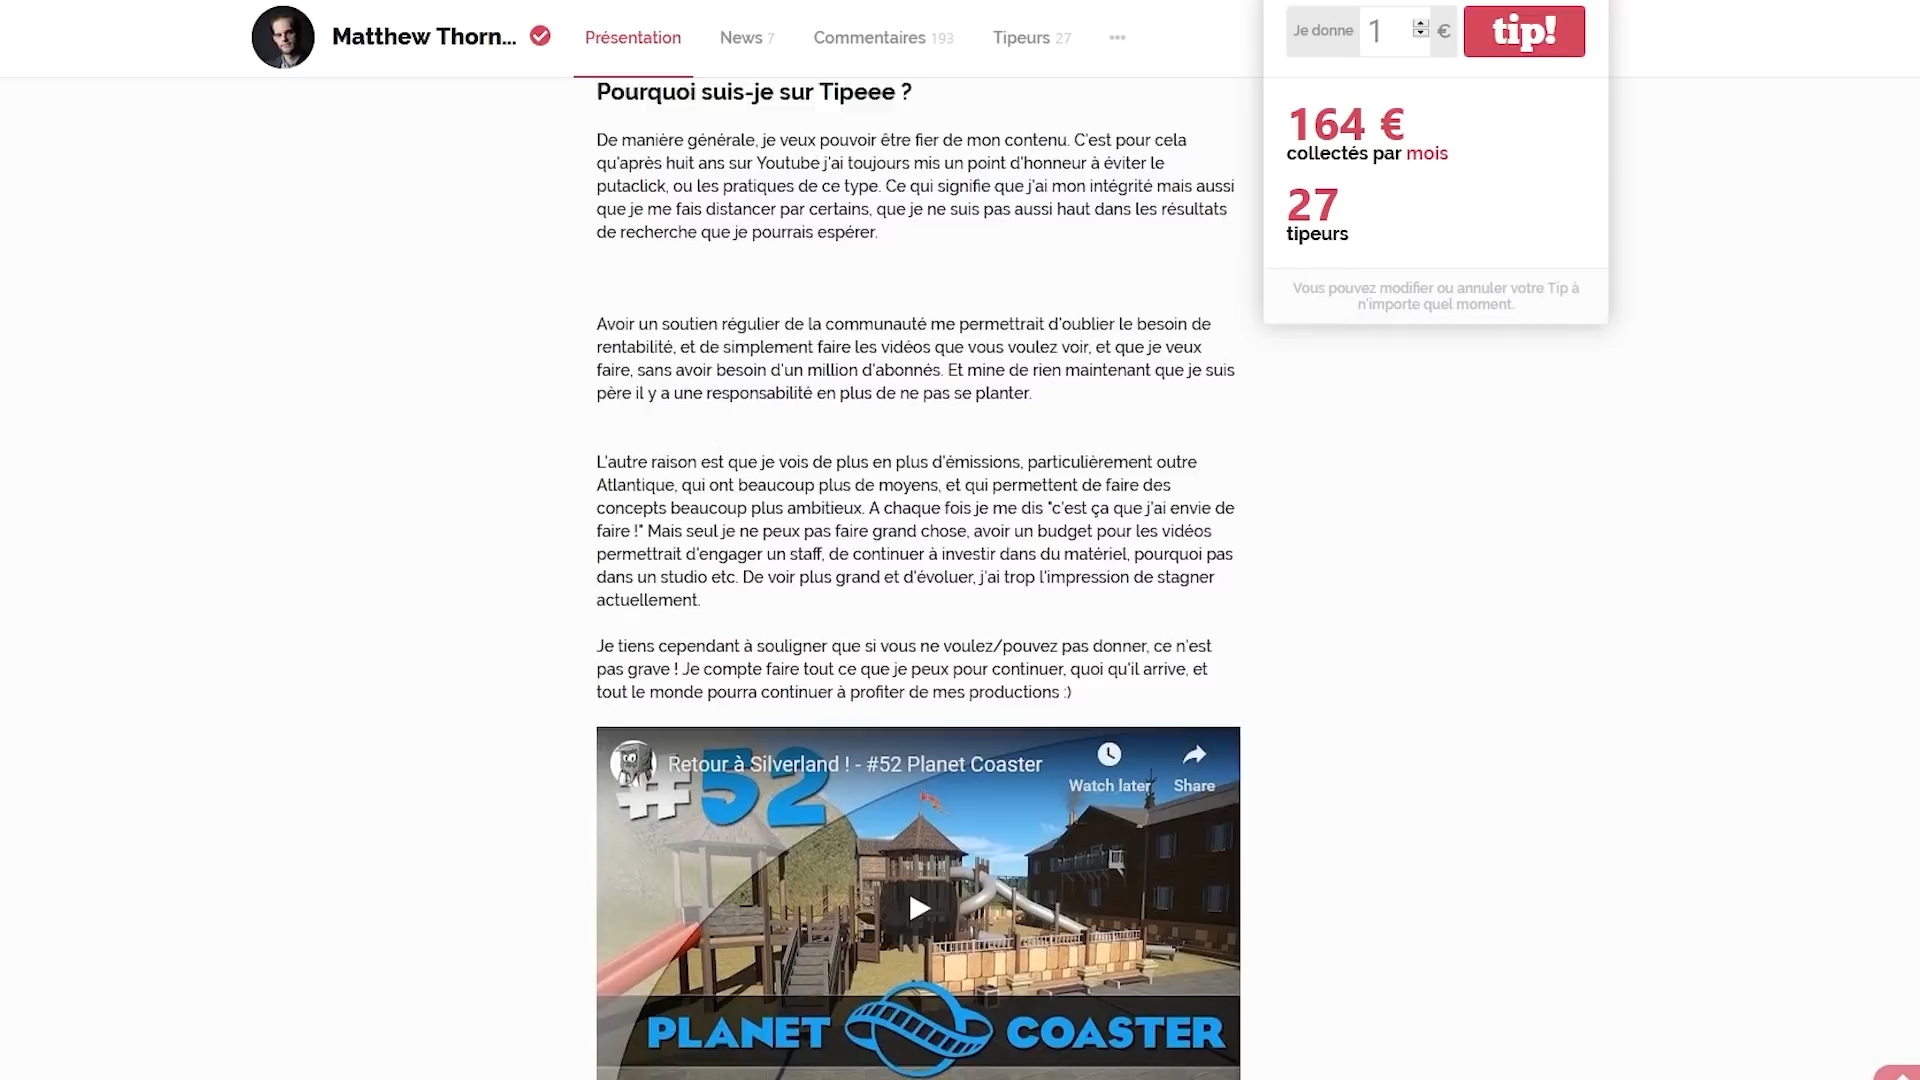 Matthew Thorn...
Présentation
News 7
Commentaires 193
Tipeurs 27
Je donne 1 €
tip!
164 €
collectés par mois
27
tipeurs
Vous pouvez modifier ou annuler votre Tip à
n'importe quel moment.
Pourquoi suis-je sur Tipeee ?
De manière générale, je veux pouvoir être fier de mon contenu. C'est pour cela
qu'après huit ans sur Youtube j'ai toujours mis un point d'honneur à éviter le
putaclick, ou les pratiques de ce type. Ce qui signifie que j'ai mon intégrité mais aussi
que je me fais distancer par certains, que je ne suis pas aussi haut dans les résultats
de recherche que je pourrais espérer.
Avoir un soutien régulier de la communauté me permettrait d'oublier le besoin de
rentabilité, et de simplement faire les vidéos que vous voulez voir, et que je veux
faire, sans avoir besoin d'un million d'abonnés. Et mine de rien maintenant que je suis
père il y a une responsabilité en plus de ne pas se planter.
L'autre raison est que je vois de plus en plus d'émissions, particulièrement outre
Atlantique, qui ont beaucoup plus de moyens, et qui permettent de faire des
concepts beaucoup plus ambitieux. A chaque fois je me dis "c'est ça que j'ai envie de
faire !" Mais seul je ne peux pas faire grand chose, avoir un budget pour les vidéos
permettrait d'engager un staff, de continuer à investir dans du matériel, pourquoi pas
dans un studio etc. De voir plus grand et d'évoluer, j'ai trop l'impression de stagner
actuellement.
Je tiens cependant à souligner que si vous ne voulez/pouvez pas donner, ce n'est
pas grave ! Je compte faire tout ce que je peux pour continuer, quoi qu'il arrive, et
tout le monde pourra continuer à profiter de mes productions :)
Retour à Silverland ! - #52 Planet Coaster
Watch later
Share
#52
PLANET COASTER